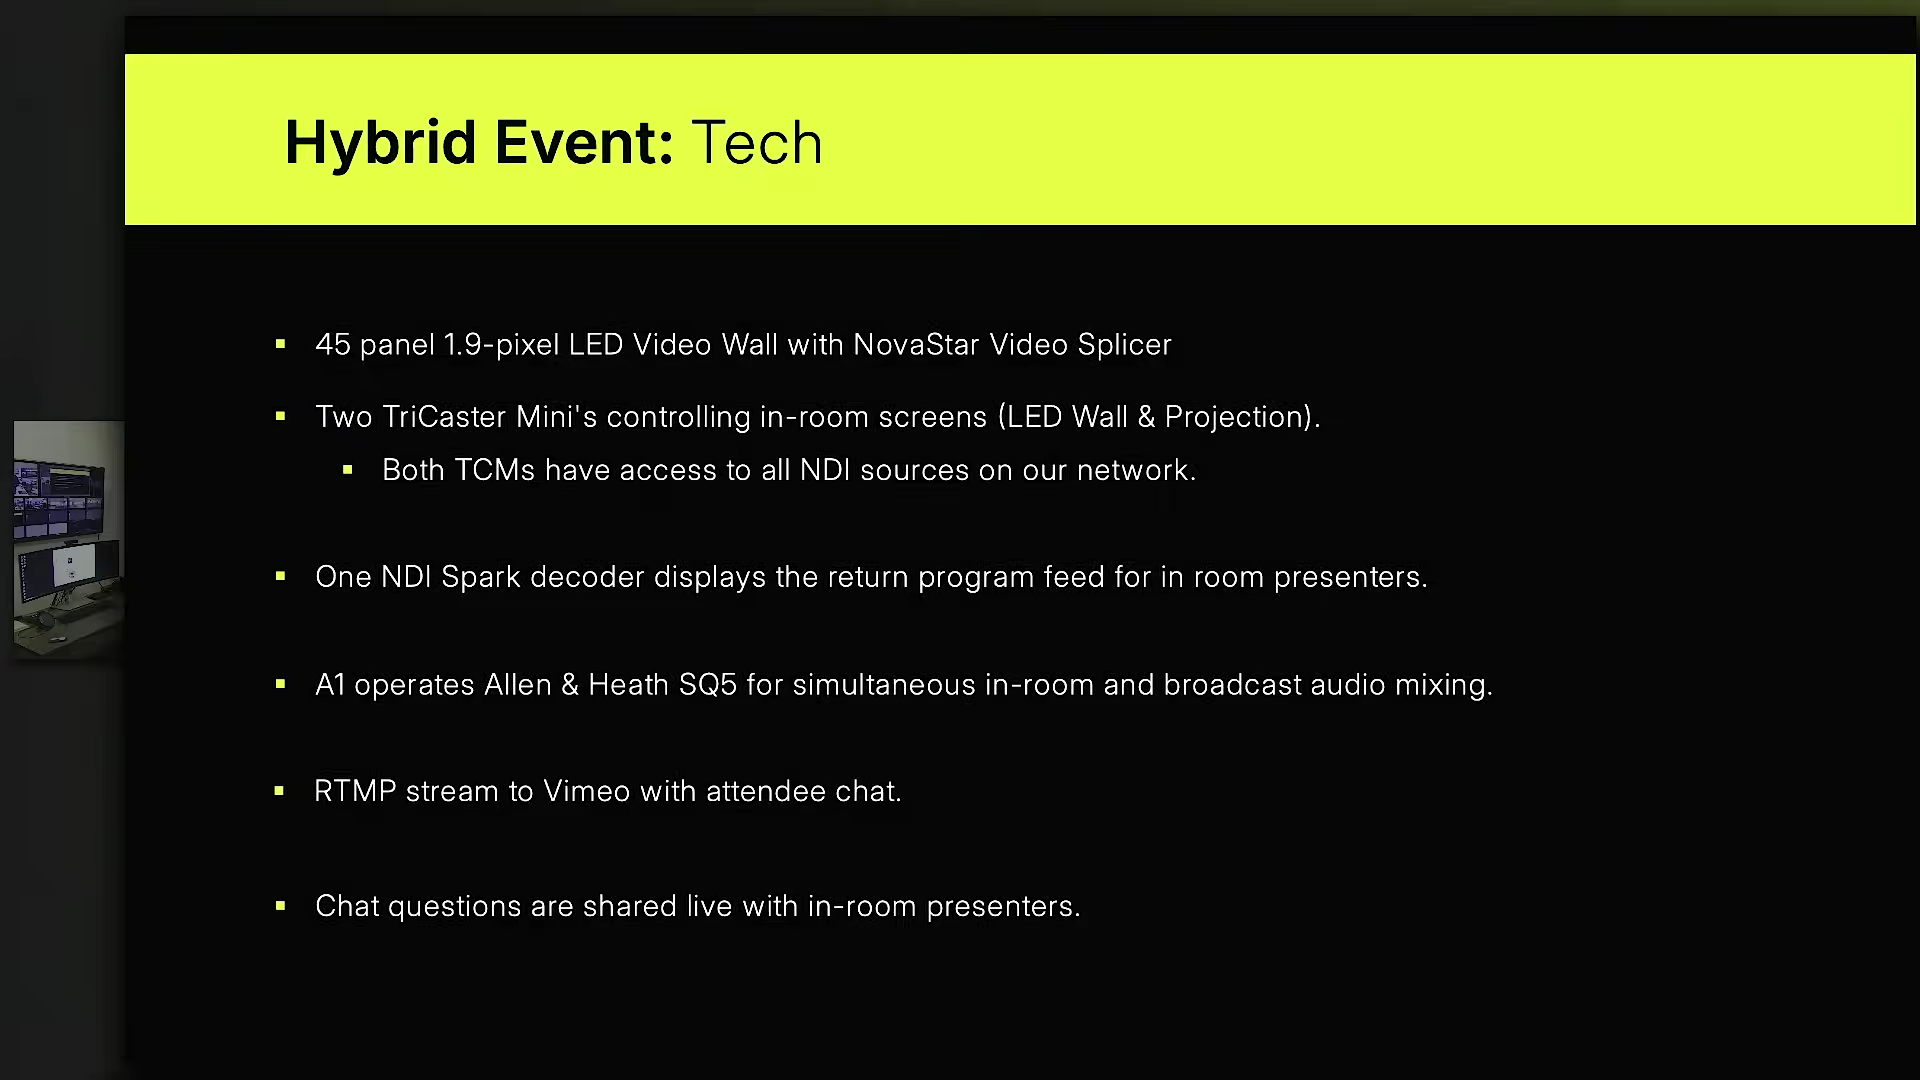 Hybrid Event: Tech
45 panel 1.9-pixel LED Video Wall with NovaStar Video Splicer
Two TriCaster Mini's controlling in-room screens (LED Wall & Projection).
Both TCMs have access to all NDI sources on our network.
One NDI Spark decoder displays the return program feed for in room presenters.
A1 operates Allen & Heath SQ5 for simultaneous in-room and broadcast audio mixing.
RTMP stream to Vimeo with attendee chat.
Chat questions are shared live with in-room presenters.